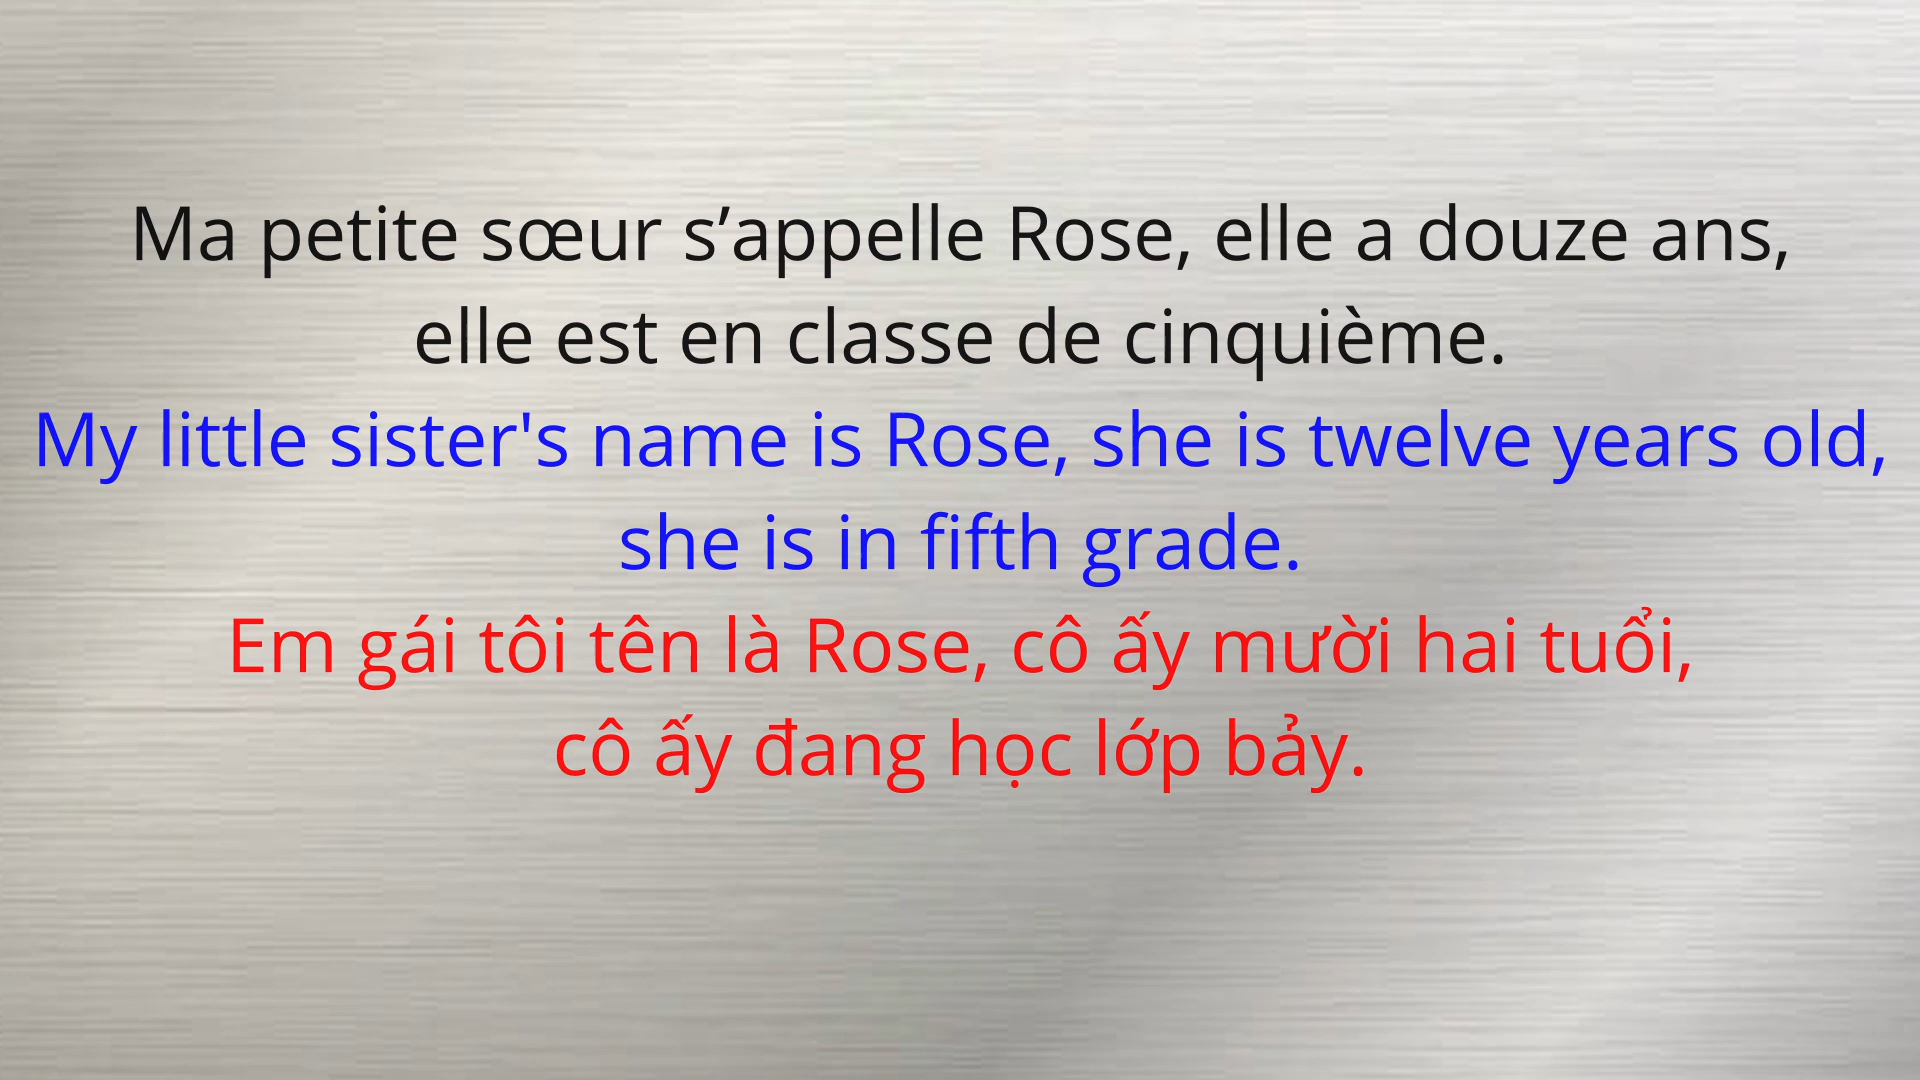 Ma petite sœur s’appelle Rose, elle a douze ans,
elle est en classe de cinquième.
My little sister's name is Rose, she is twelve years old,
she is in fifth grade.
Em gái tôi tên là Rose, cô ấy mười hai tuổi,
cô ấy đang học lớp bảy.